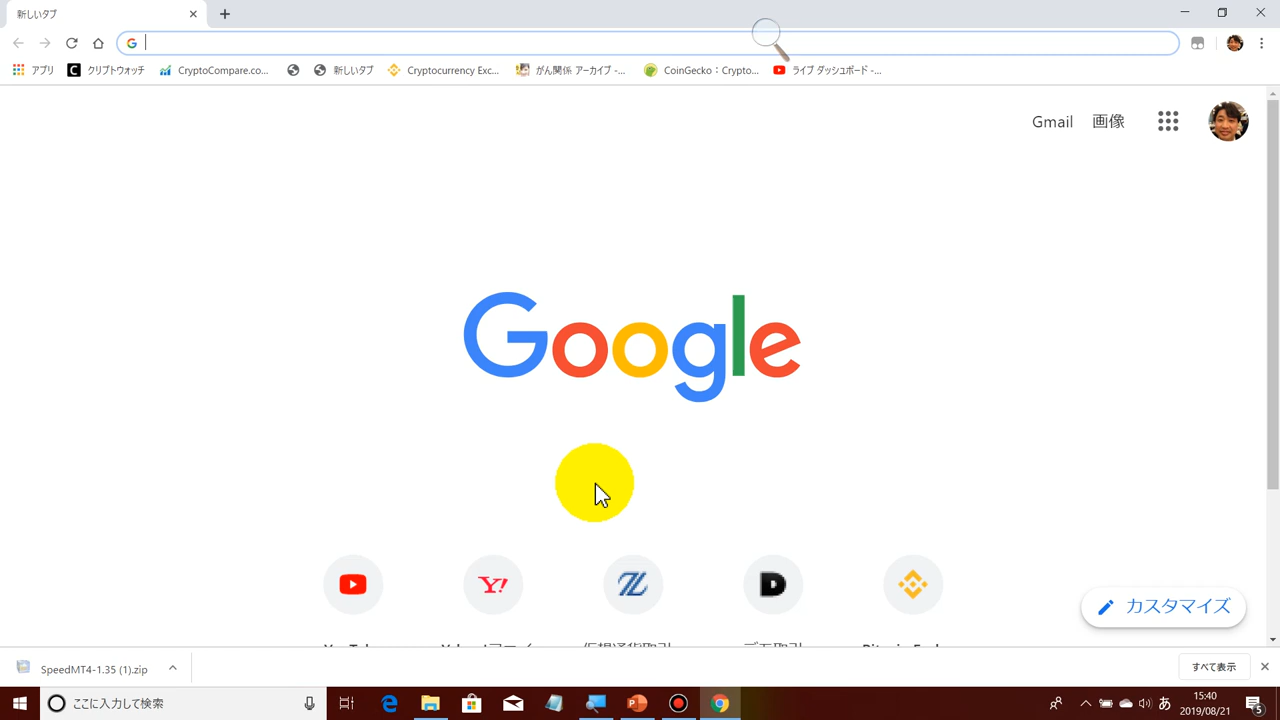 新しいタブ
アプリ
リプトウォッチ
CryptoCompare.co...
新しいタブ
Cryptocurrency Exc...
がん関係 アーカイブ -...
CoinGecko：Crypto...
ライブ ダッシュボード -...
Gmail
画像
Google
カスタマイズ
SpeedMT4-1.35 (1).zip
すべて表示
ここに入力して検索
あ
15:40
2019/08/21
5